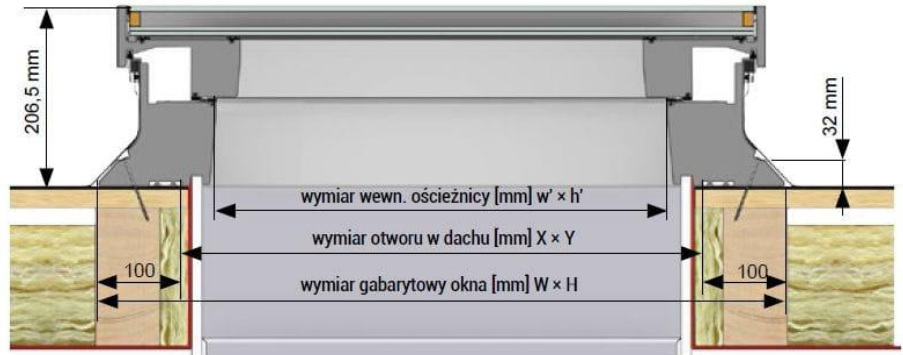 206,5 mm
32 mm
wymiar wewn. ościeżnicy [mm] w' × h'
wymiar otworu w dachu [mm] X × Y
100
100
wymiar gabarytowy okna [mm] W × H